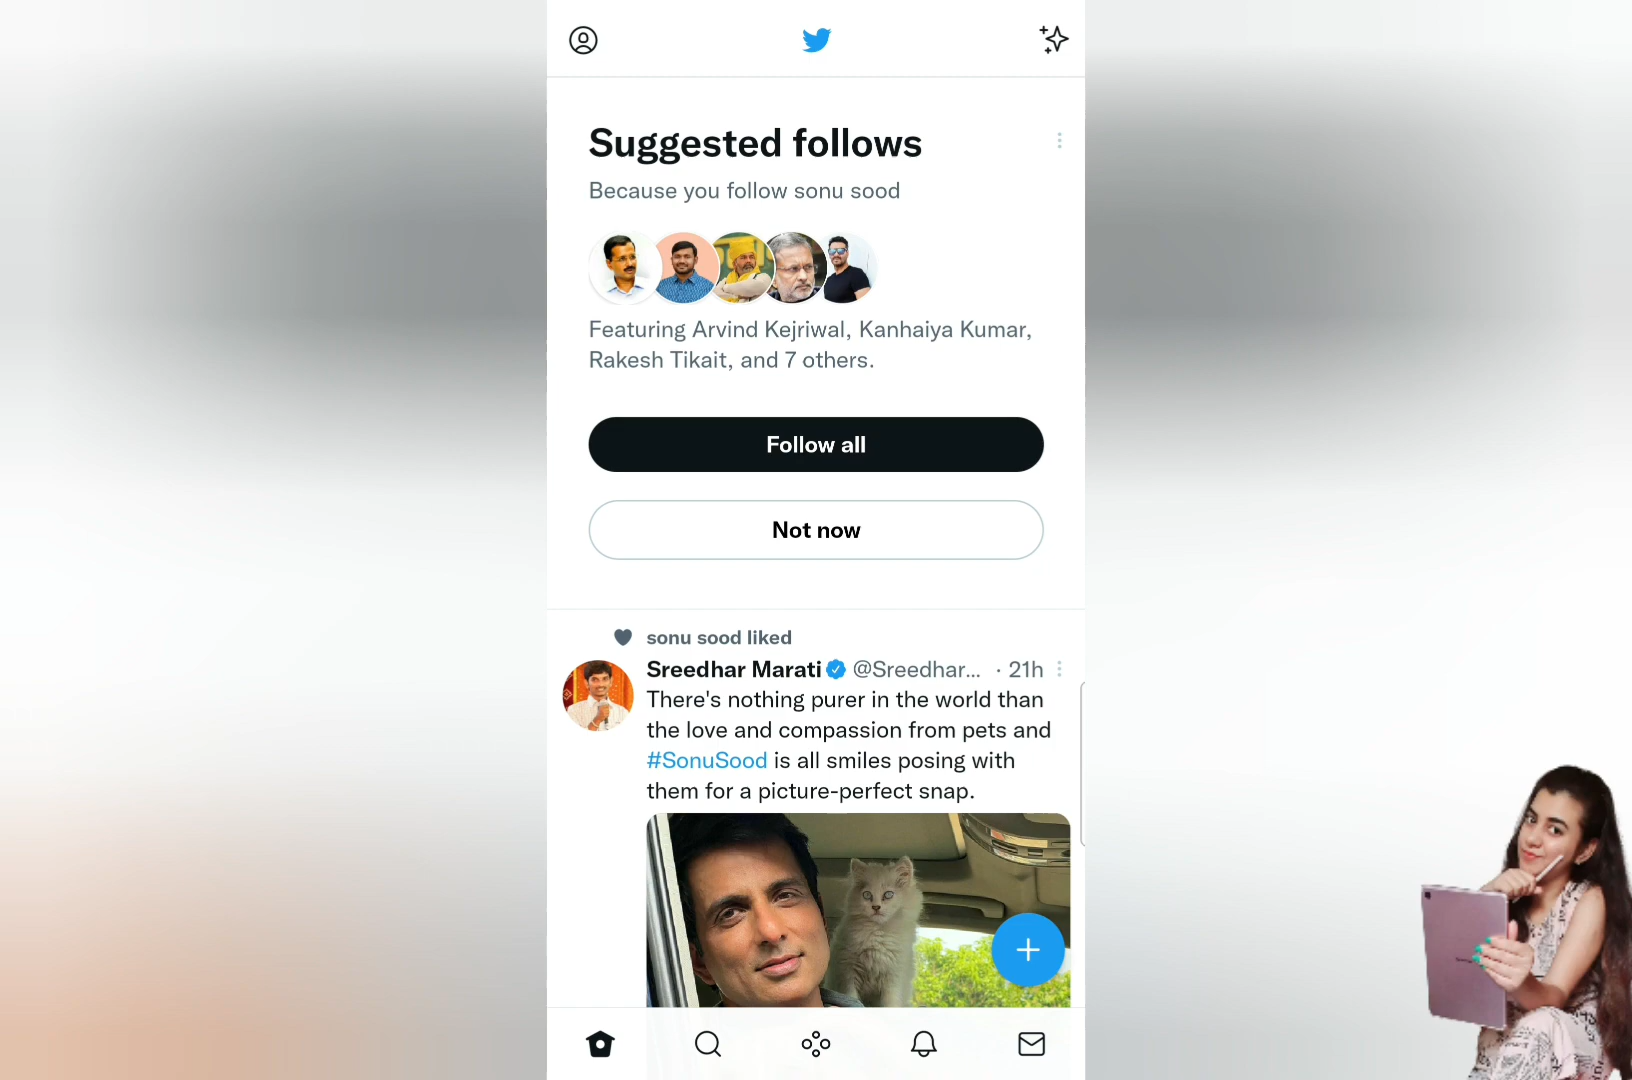 Suggested follows
Because you follow sonu sood
Featuring Arvind Kejriwal, Kanhaiya Kumar,
Rakesh Tikait, and 7 others.
Follow all
Not now
sonu sood liked
Sreedhar Marati @Sreedhar... · 21h
There's nothing purer in the world than
the love and compassion from pets and
#SonuSood is all smiles posing with
them for a picture-perfect snap.